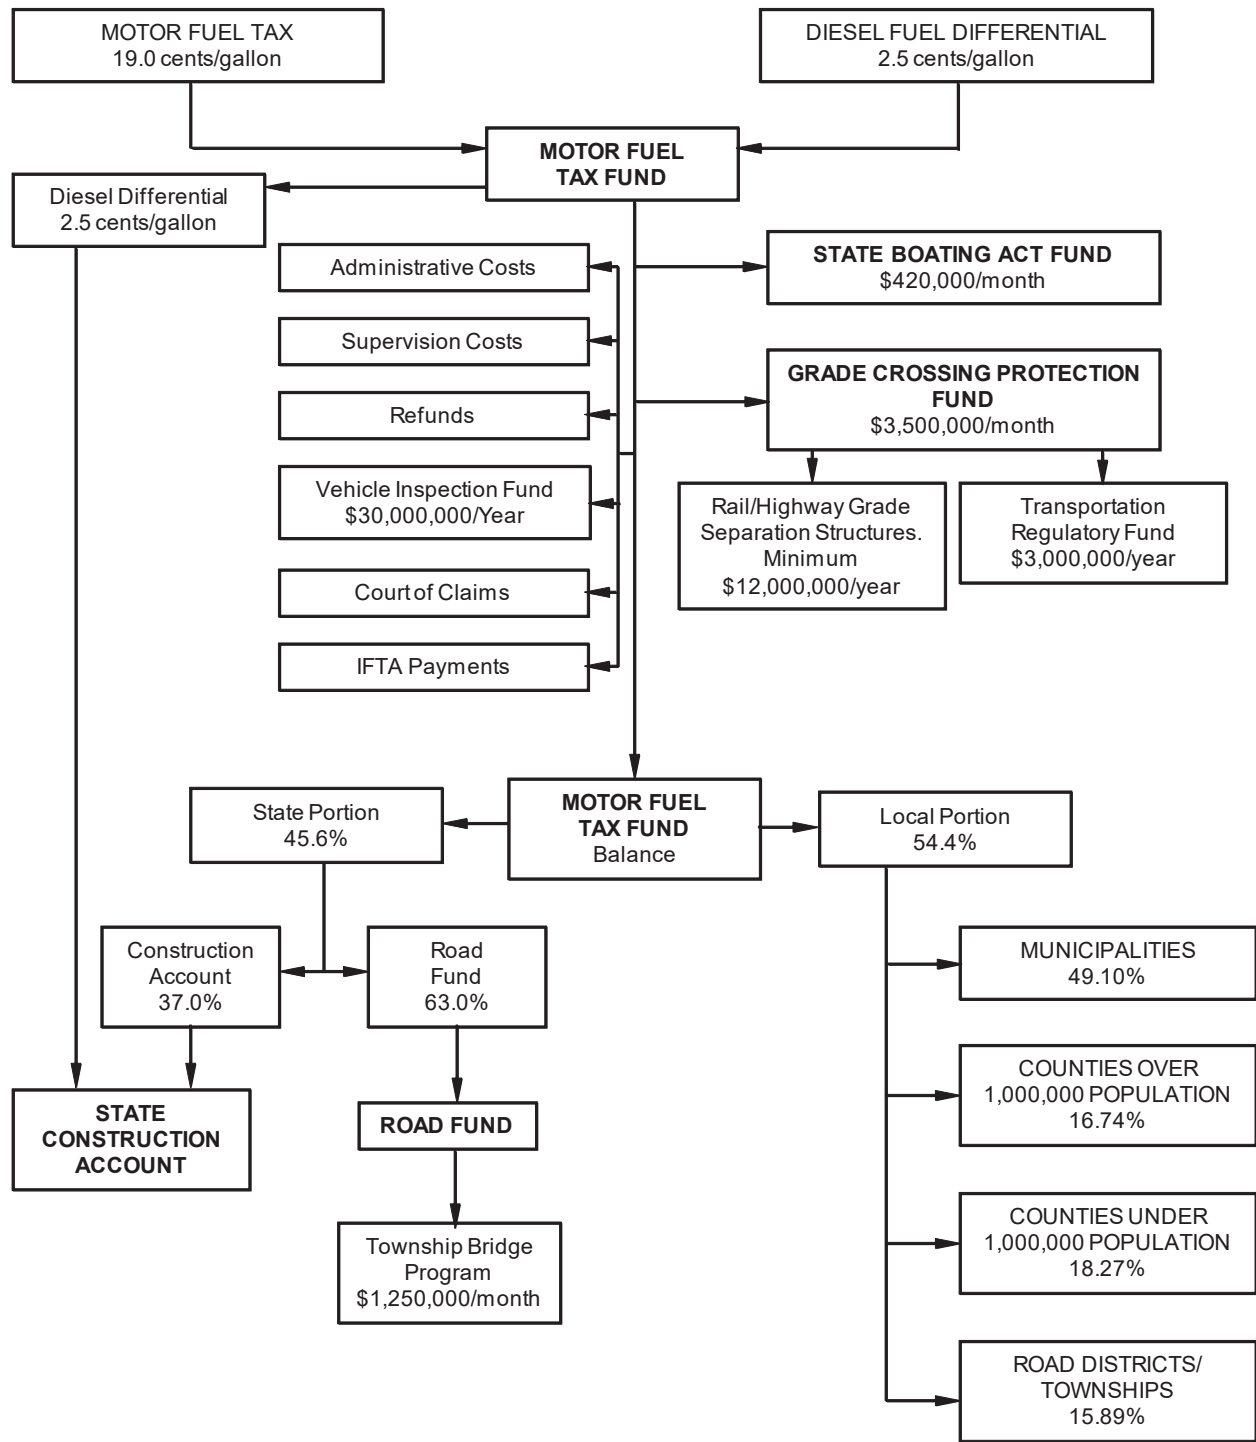 MOTOR FUEL TAX
19.0 cents/gallon
DIESEL FUEL DIFFERENTIAL
2.5 cents/gallon
MOTOR FUEL
TAX FUND
Diesel Differential
2.5 cents/gallon
Administrative Costs
STATE BOATING ACT FUND
$420,000/month
Supervision Costs
GRADE CROSSING PROTECTION
FUND
$3,500,000/month
Refunds
Vehicle Inspection Fund
$30,000,000/Year
Rail/Highway Grade
Separation Structures.
Minimum
$12,000,000/year
Transportation
Regulatory Fund
$3,000,000/year
Court of Claims
IFTA Payments
State Portion
45.6%
MOTOR FUEL
TAX FUND
Balance
Local Portion
54.4%
Construction
Account
37.0%
Road
Fund
63.0%
MUNICIPALITIES
49.10%
COUNTIES OVER
1,000,000 POPULATION
16.74%
STATE
CONSTRUCTION
ACCOUNT
ROAD FUND
COUNTIES UNDER
1,000,000 POPULATION
18.27%
Township Bridge
Program
$1,250,000/month
ROAD DISTRICTS/
TOWNSHIPS
15.89%